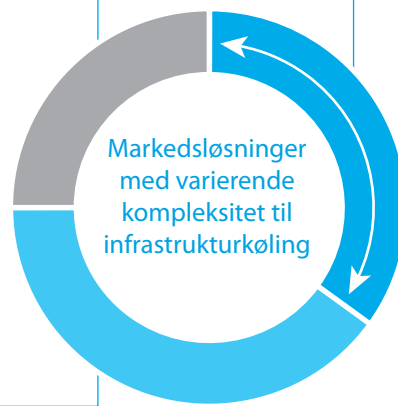 Markedsløsninger
med varierende
kompleksitet til
infrastrukturkøling